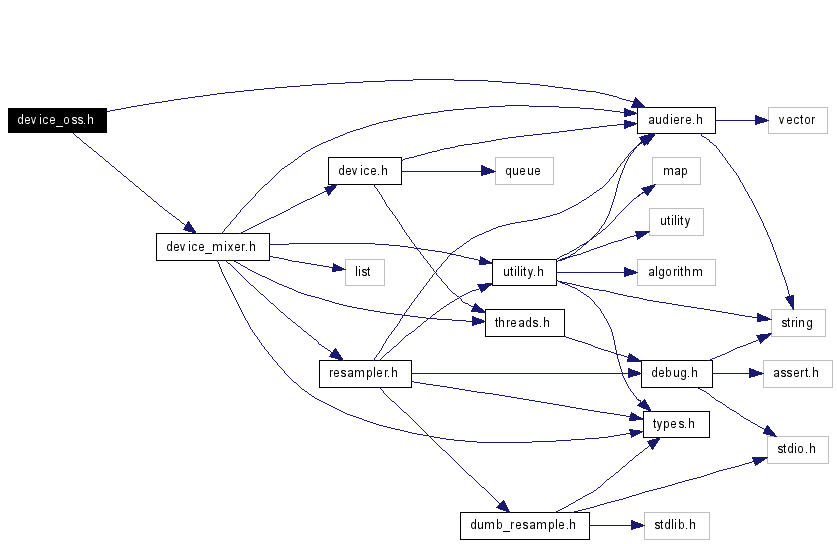 device_oss.h
audiere.h
vector
device.h
queue
map
utility
device_mixer.h
list
utility.h
algorithm
threads.h
string
resampler.h
debug.h
assert.h
types.h
stdio.h
dumb_resample.h
stdlib.h